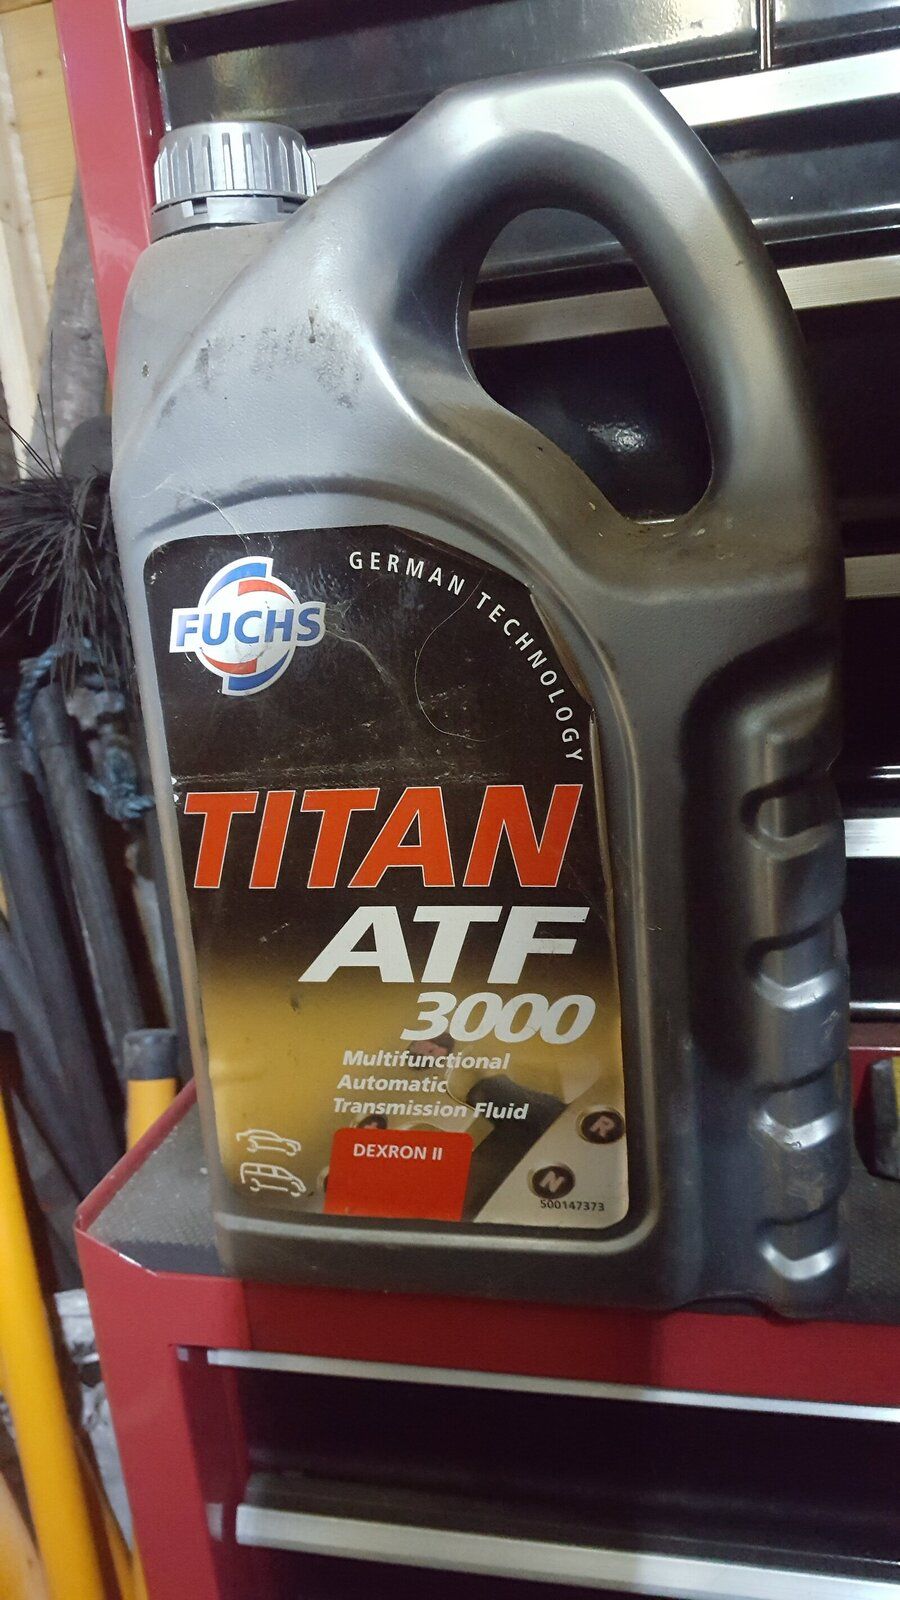 FUCHS
GERMAN TECHNOLOGY
TITAN
ATF
3000
Multifunctional
Automatic
Transmission Fluid
DEXRON II
R
N
500147373